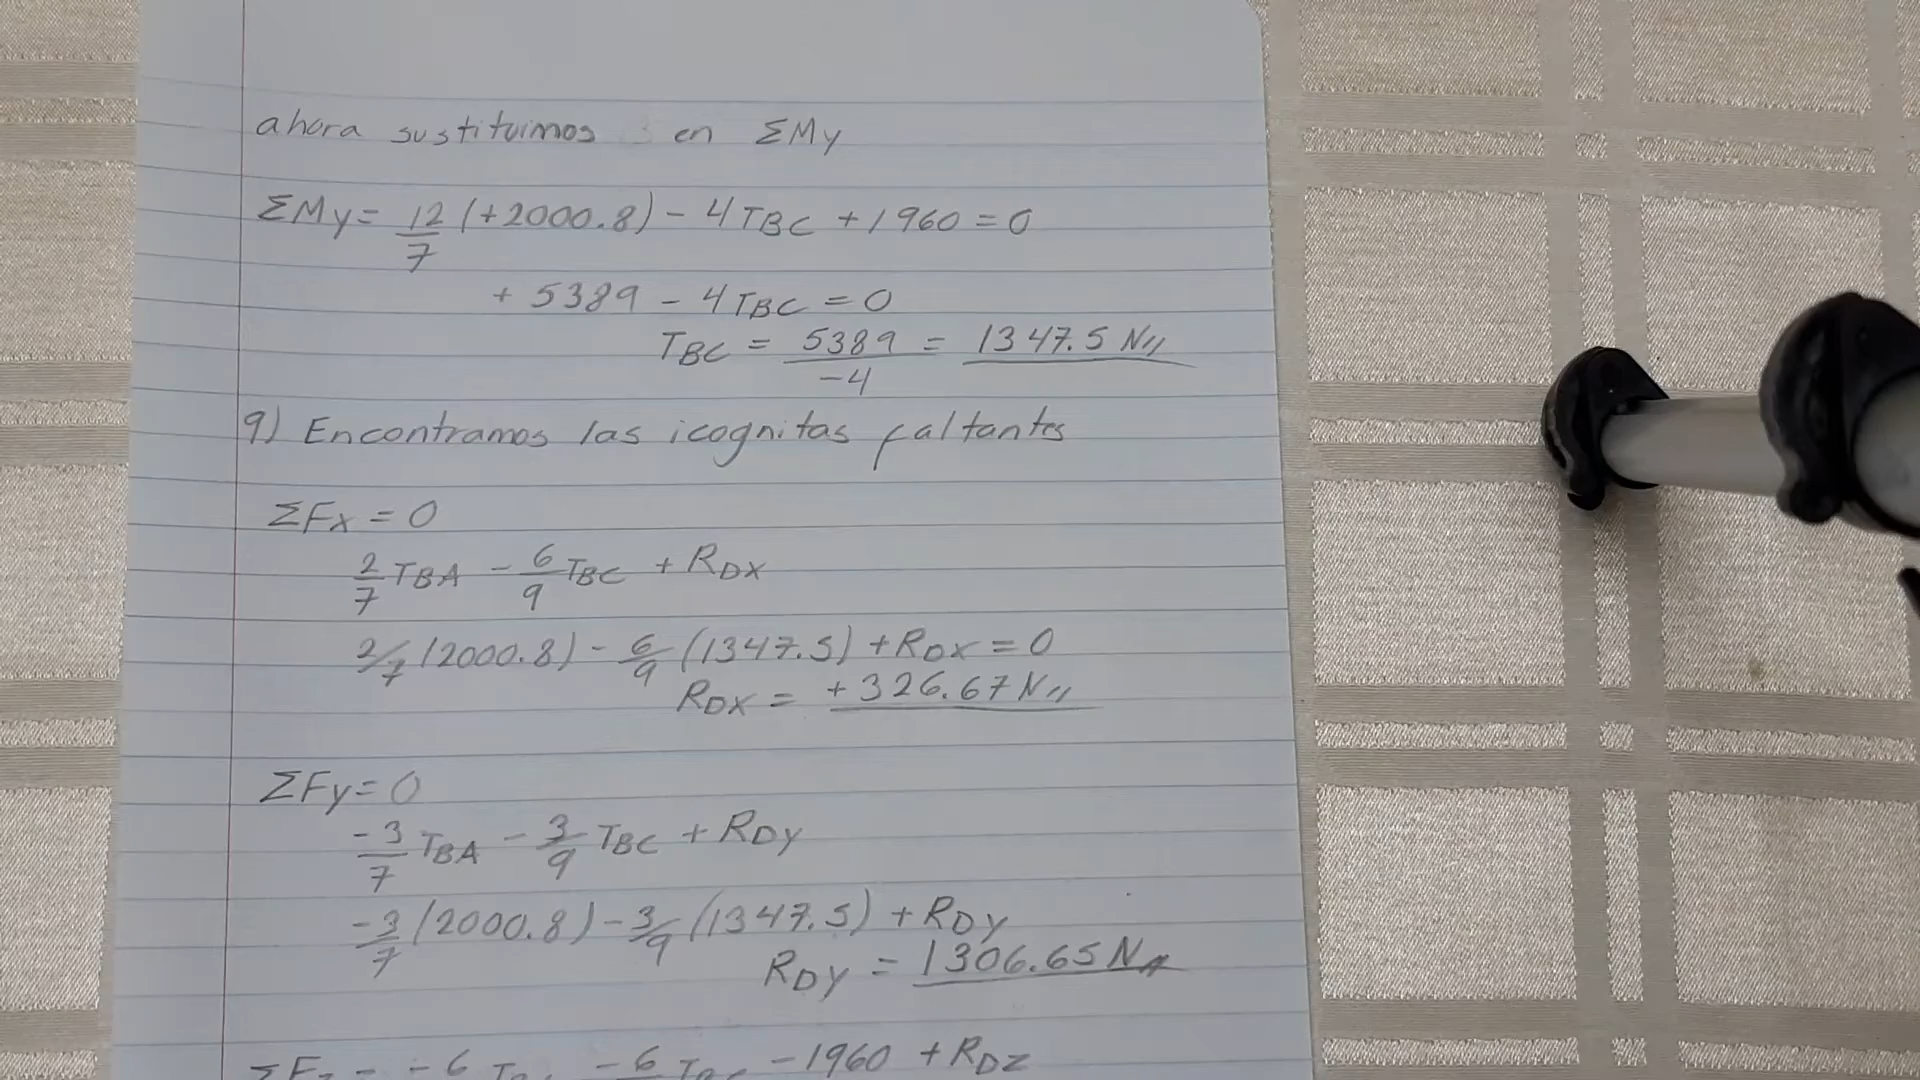 ahora sustituimos en ΣMy
ΣMy = 12/7 (+2000.8) - 4TBC + 1960 = 0
+ 5389 - 4TBC = 0
TBC = 5389/-4 = 1347.5 N//
9) Encontramos las icognitas faltantes
ΣFx = 0
2/7 TBA - 6/9 TBC + RDX
2/7 (2000.8) - 6/9 (1347.5) + RDX = 0
RDX = +326.67 N//
ΣFy = 0
-3/7 TBA - 3/9 TBC + RDY
-3/7 (2000.8) - 3/9 (1347.5) + RDY
RDY = 1306.65 N//
-6 -6 -1960 + RDZ